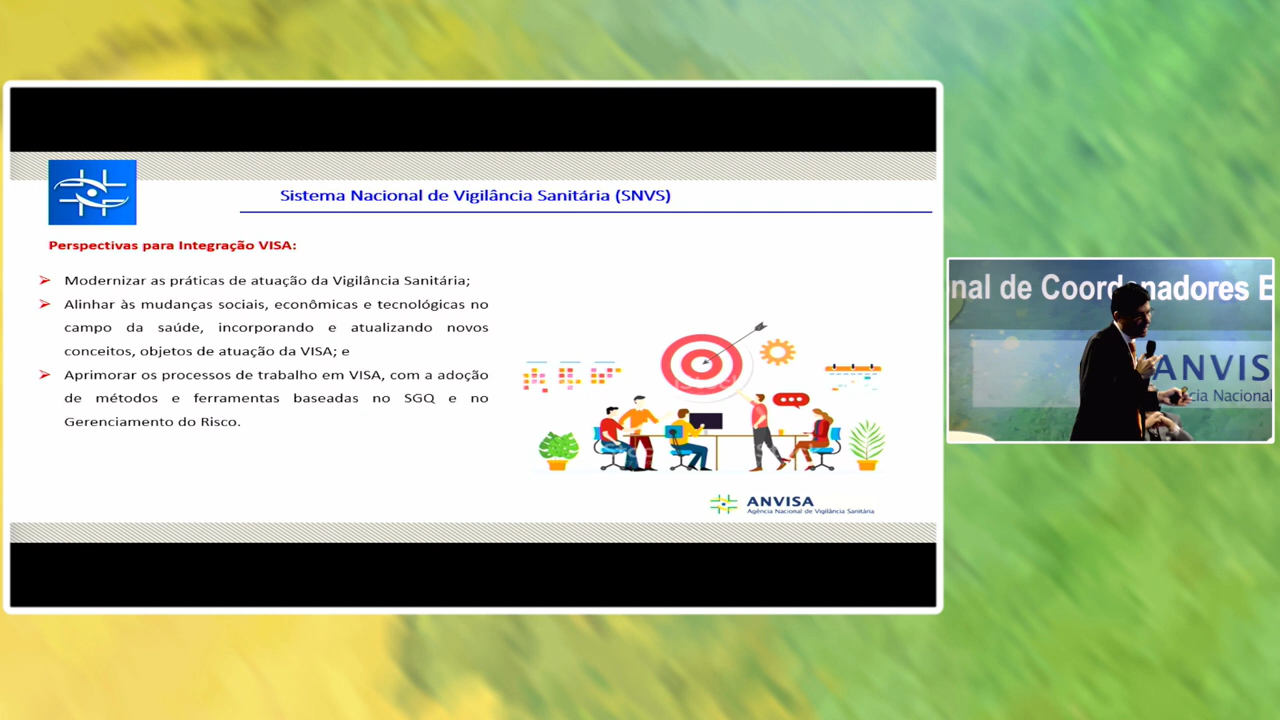 Sistema Nacional de Vigilância Sanitária (SNVS)
Perspectivas para Integração VISA:
Modernizar as práticas de atuação da Vigilância Sanitária;
Alinhar às mudanças sociais, econômicas e tecnológicas no
campo da saúde, incorporando e atualizando novos
conceitos, objetos de atuação da VISA; e
Aprimorar os processos de trabalho em VISA, com a adoção
de métodos e ferramentas baseadas no SGQ e no
Gerenciamento do Risco.
ANVISA
Agência Nacional de Vigilância Sanitária
nal de Coordenadores E
ANVIS
cia Nacional